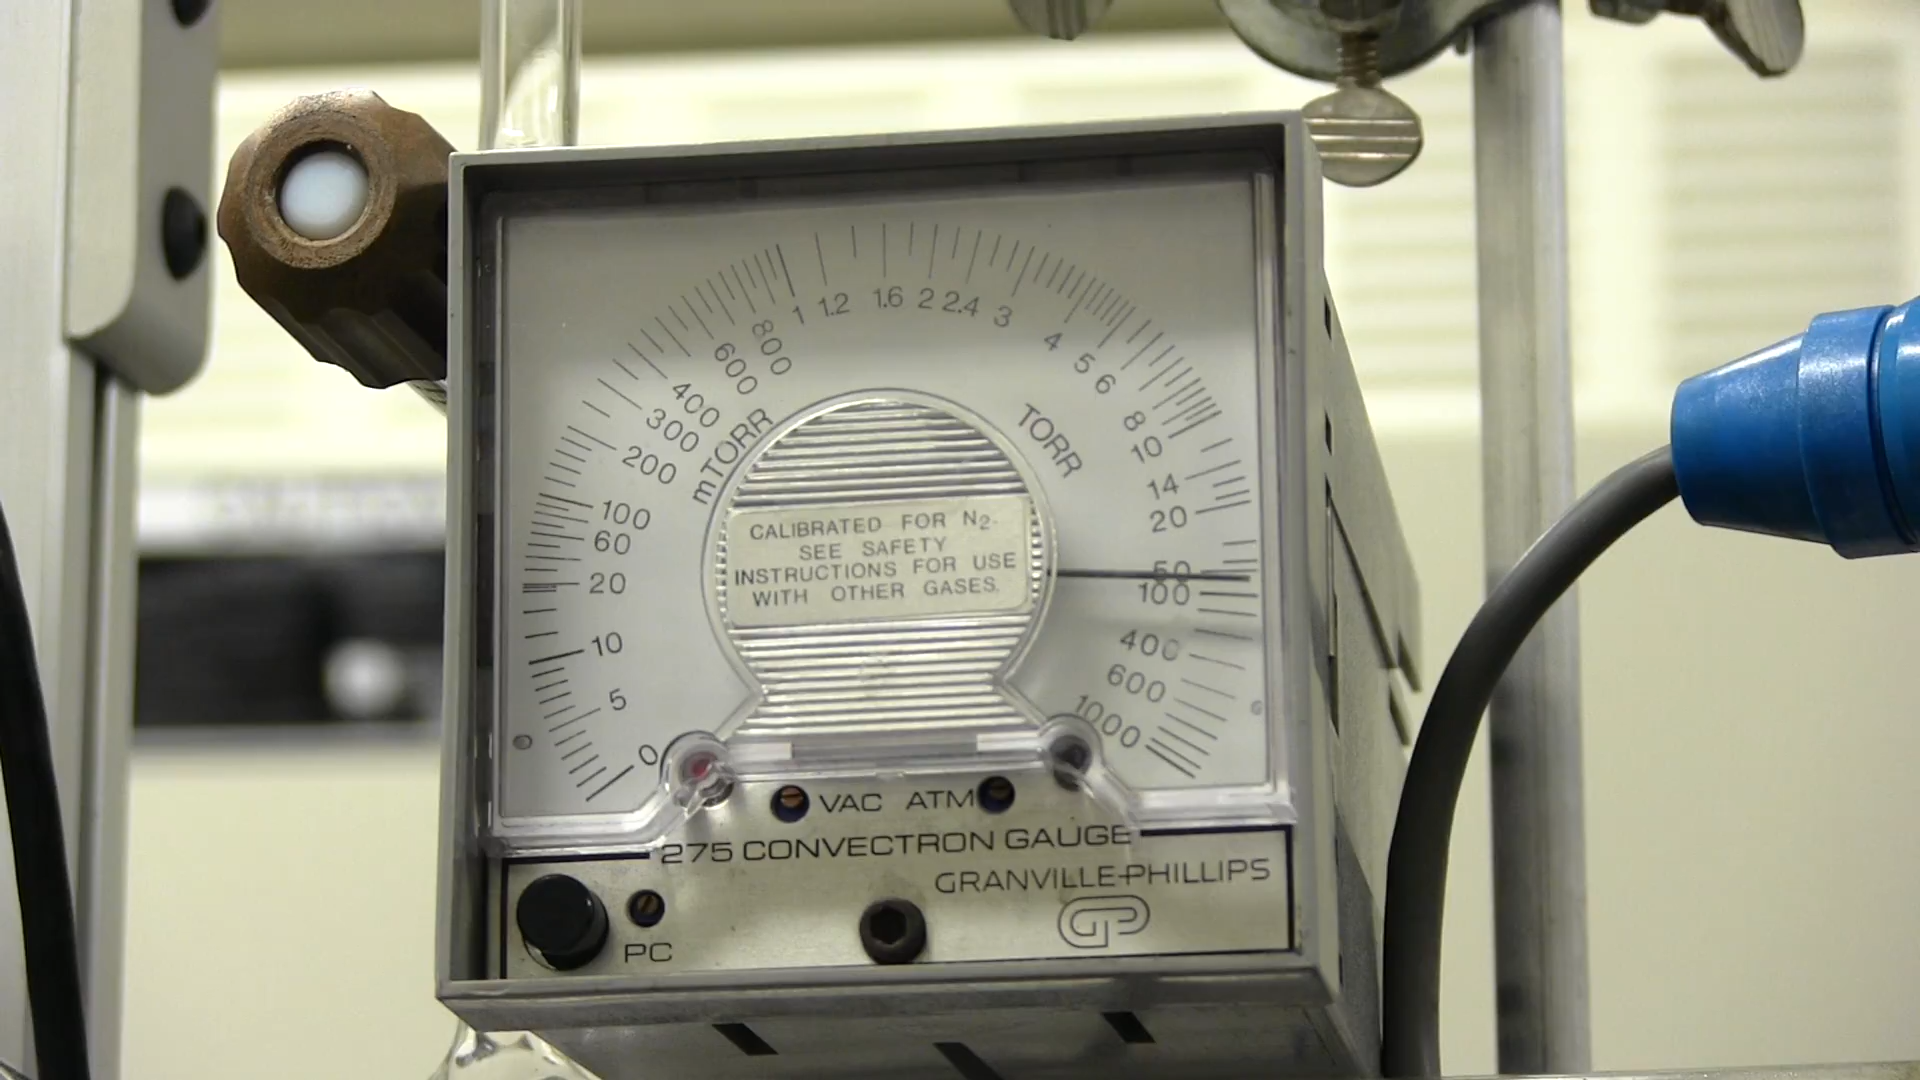 1 1.2 1.6 2 2.4 3
800
600
400
300
200
100
60
20
10
5
0
mTORR
4
5
6
8
10
14
20
50
100
400
600
1000
TORR
CALIBRATED FOR N2.
SEE SAFETY
INSTRUCTIONS FOR USE
WITH OTHER GASES.
VAC ATM
275 CONVECTRON GAUGE
GRANVILLE-PHILLIPS
GP
PC